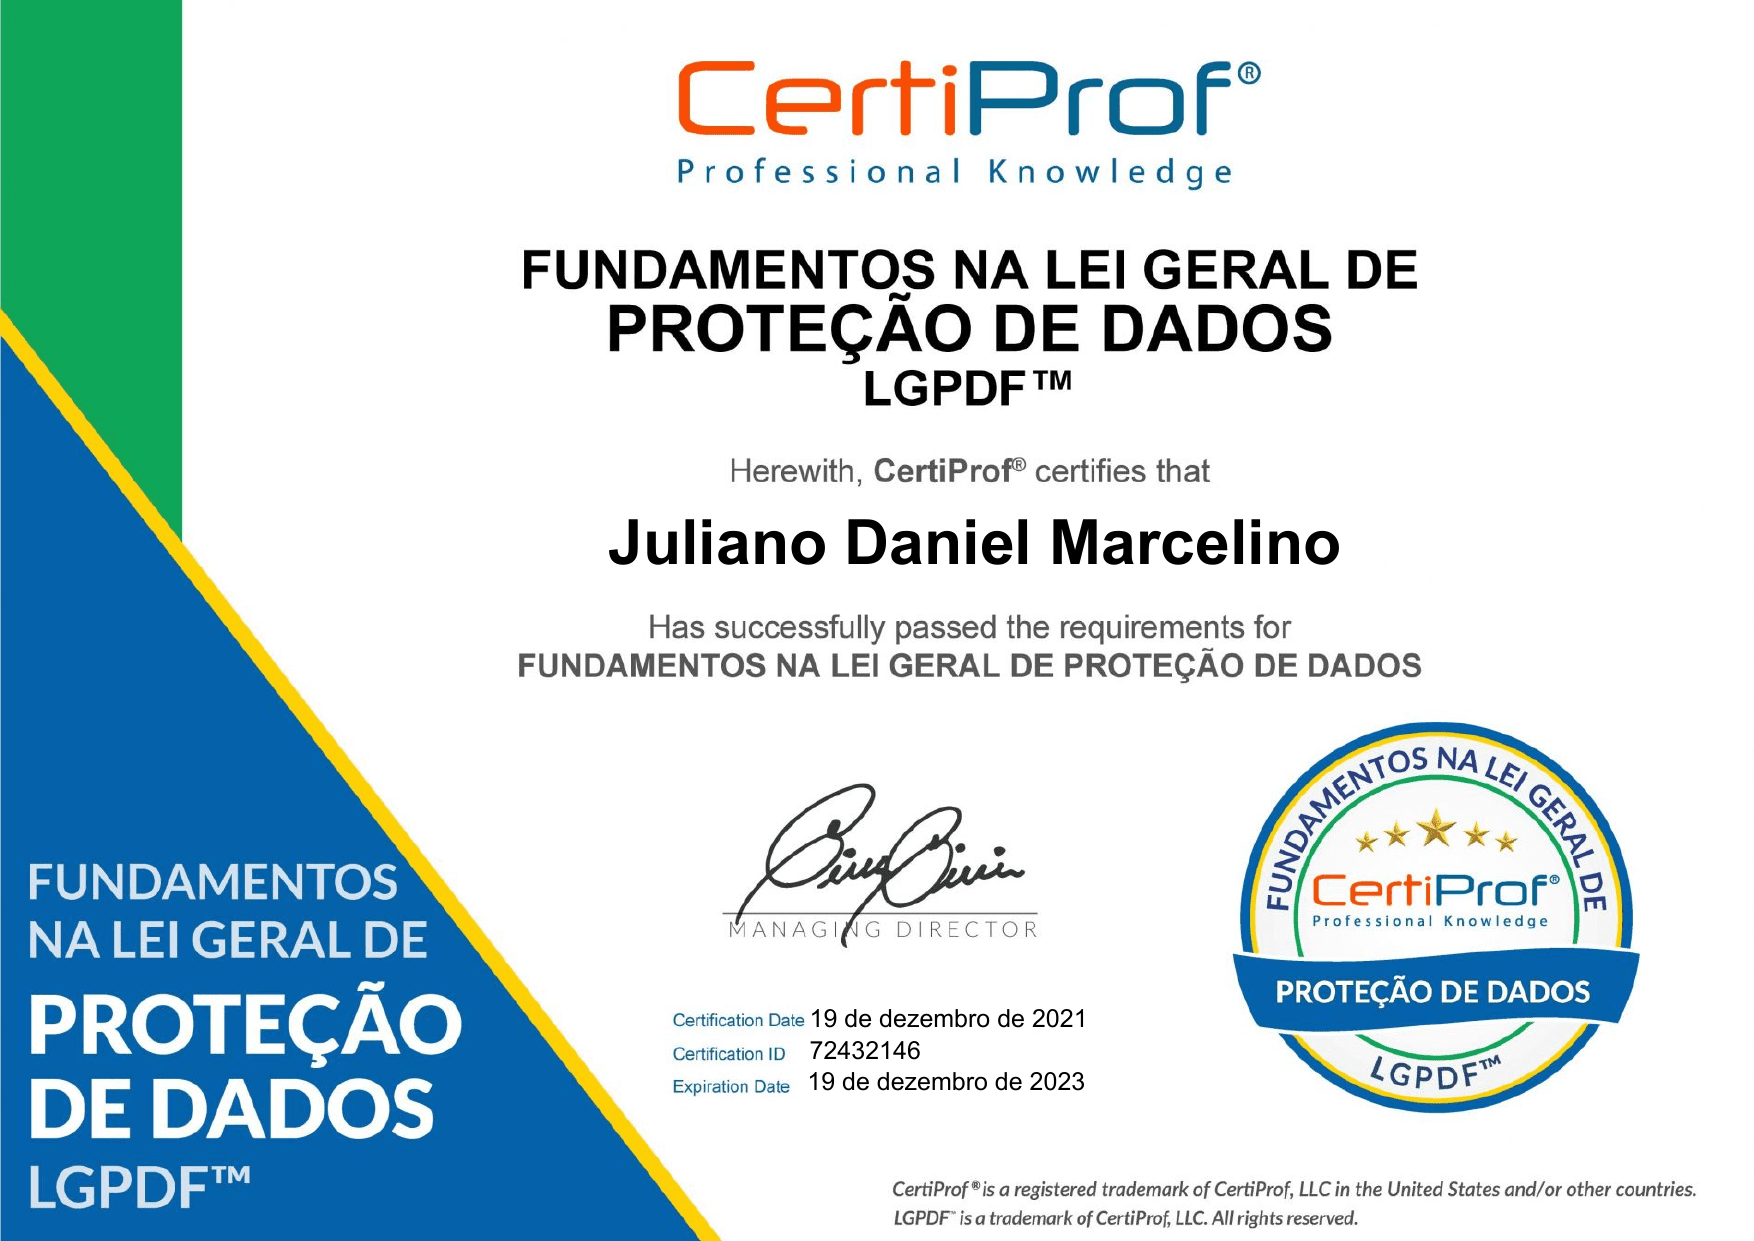 CertiProf®
Professional Knowledge
FUNDAMENTOS NA LEI GERAL DE
PROTEÇÃO DE DADOS
LGPDF™
Herewith, CertiProf® certifies that
Juliano Daniel Marcelino
Has successfully passed the requirements for
FUNDAMENTOS NA LEI GERAL DE PROTEÇÃO DE DADOS
MANAGING DIRECTOR
Certification Date 19 de dezembro de 2021
Certification ID 72432146
Expiration Date 19 de dezembro de 2023
FUNDAMENTOS NA LEI GERAL DE
CertiProf®
Professional Knowledge
PROTEÇÃO DE DADOS
LGPDF™
FUNDAMENTOS
NA LEI GERAL DE
PROTEÇÃO
DE DADOS
LGPDF™
CertiProf® is a registered trademark of CertiProf, LLC in the United States and/or other countries.
LGPDF™ is a trademark of CertiProf, LLC. All rights reserved.